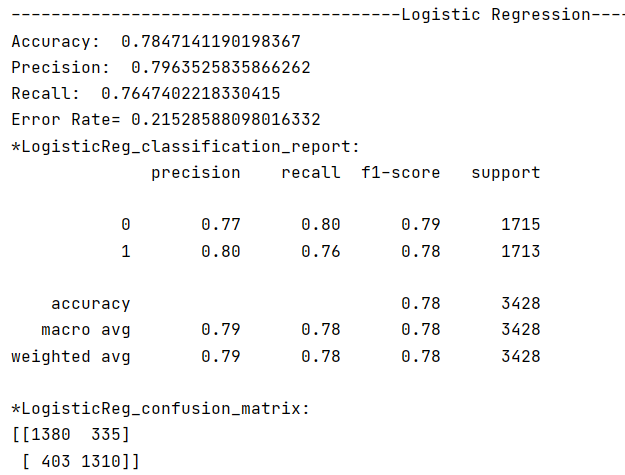 ---------------------------------------Logistic Regression----
Accuracy:  0.7847141190198367
Precision:  0.7963525835866262
Recall:  0.7647402218330415
Error Rate= 0.21528588098016332
*LogisticReg_classification_report:
              precision    recall  f1-score   support

           0       0.77      0.80      0.79      1715
           1       0.80      0.76      0.78      1713

    accuracy                           0.78      3428
   macro avg       0.79      0.78      0.78      3428
weighted avg       0.79      0.78      0.78      3428

*LogisticReg_confusion_matrix:
[[1380  335]
 [ 403 1310]]